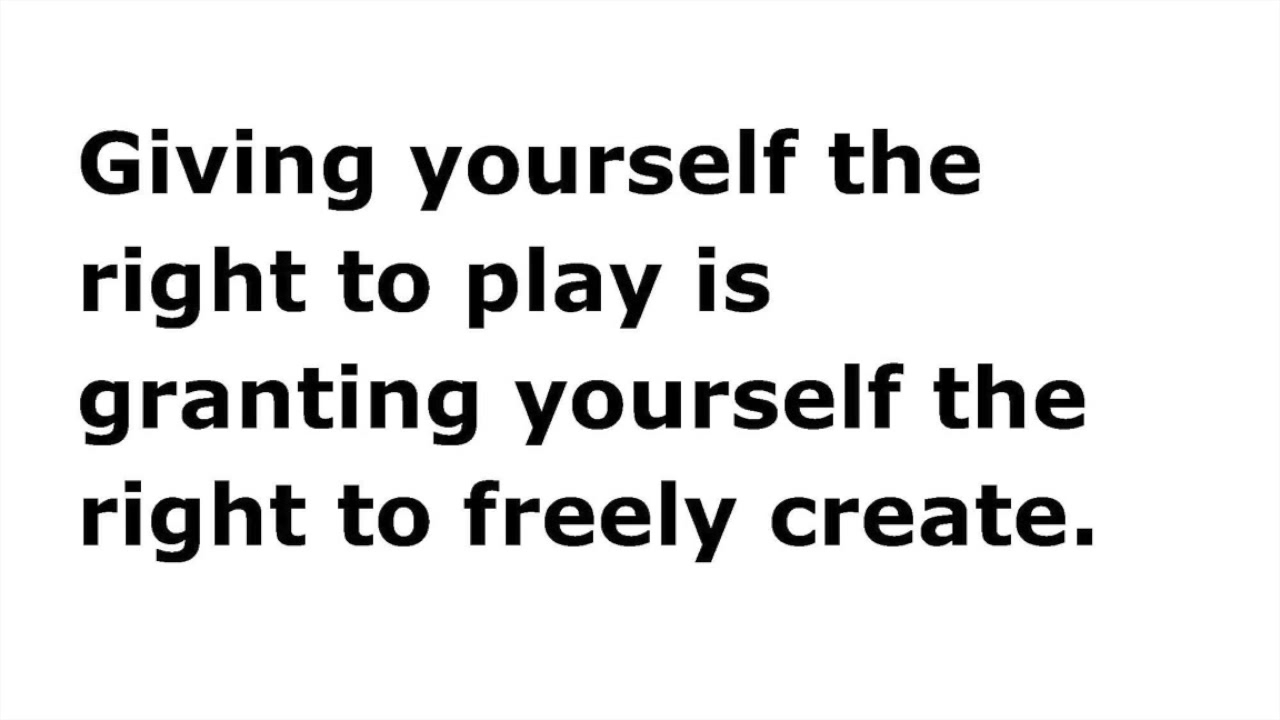 Giving yourself the
right to play is
granting yourself the
right to freely create.